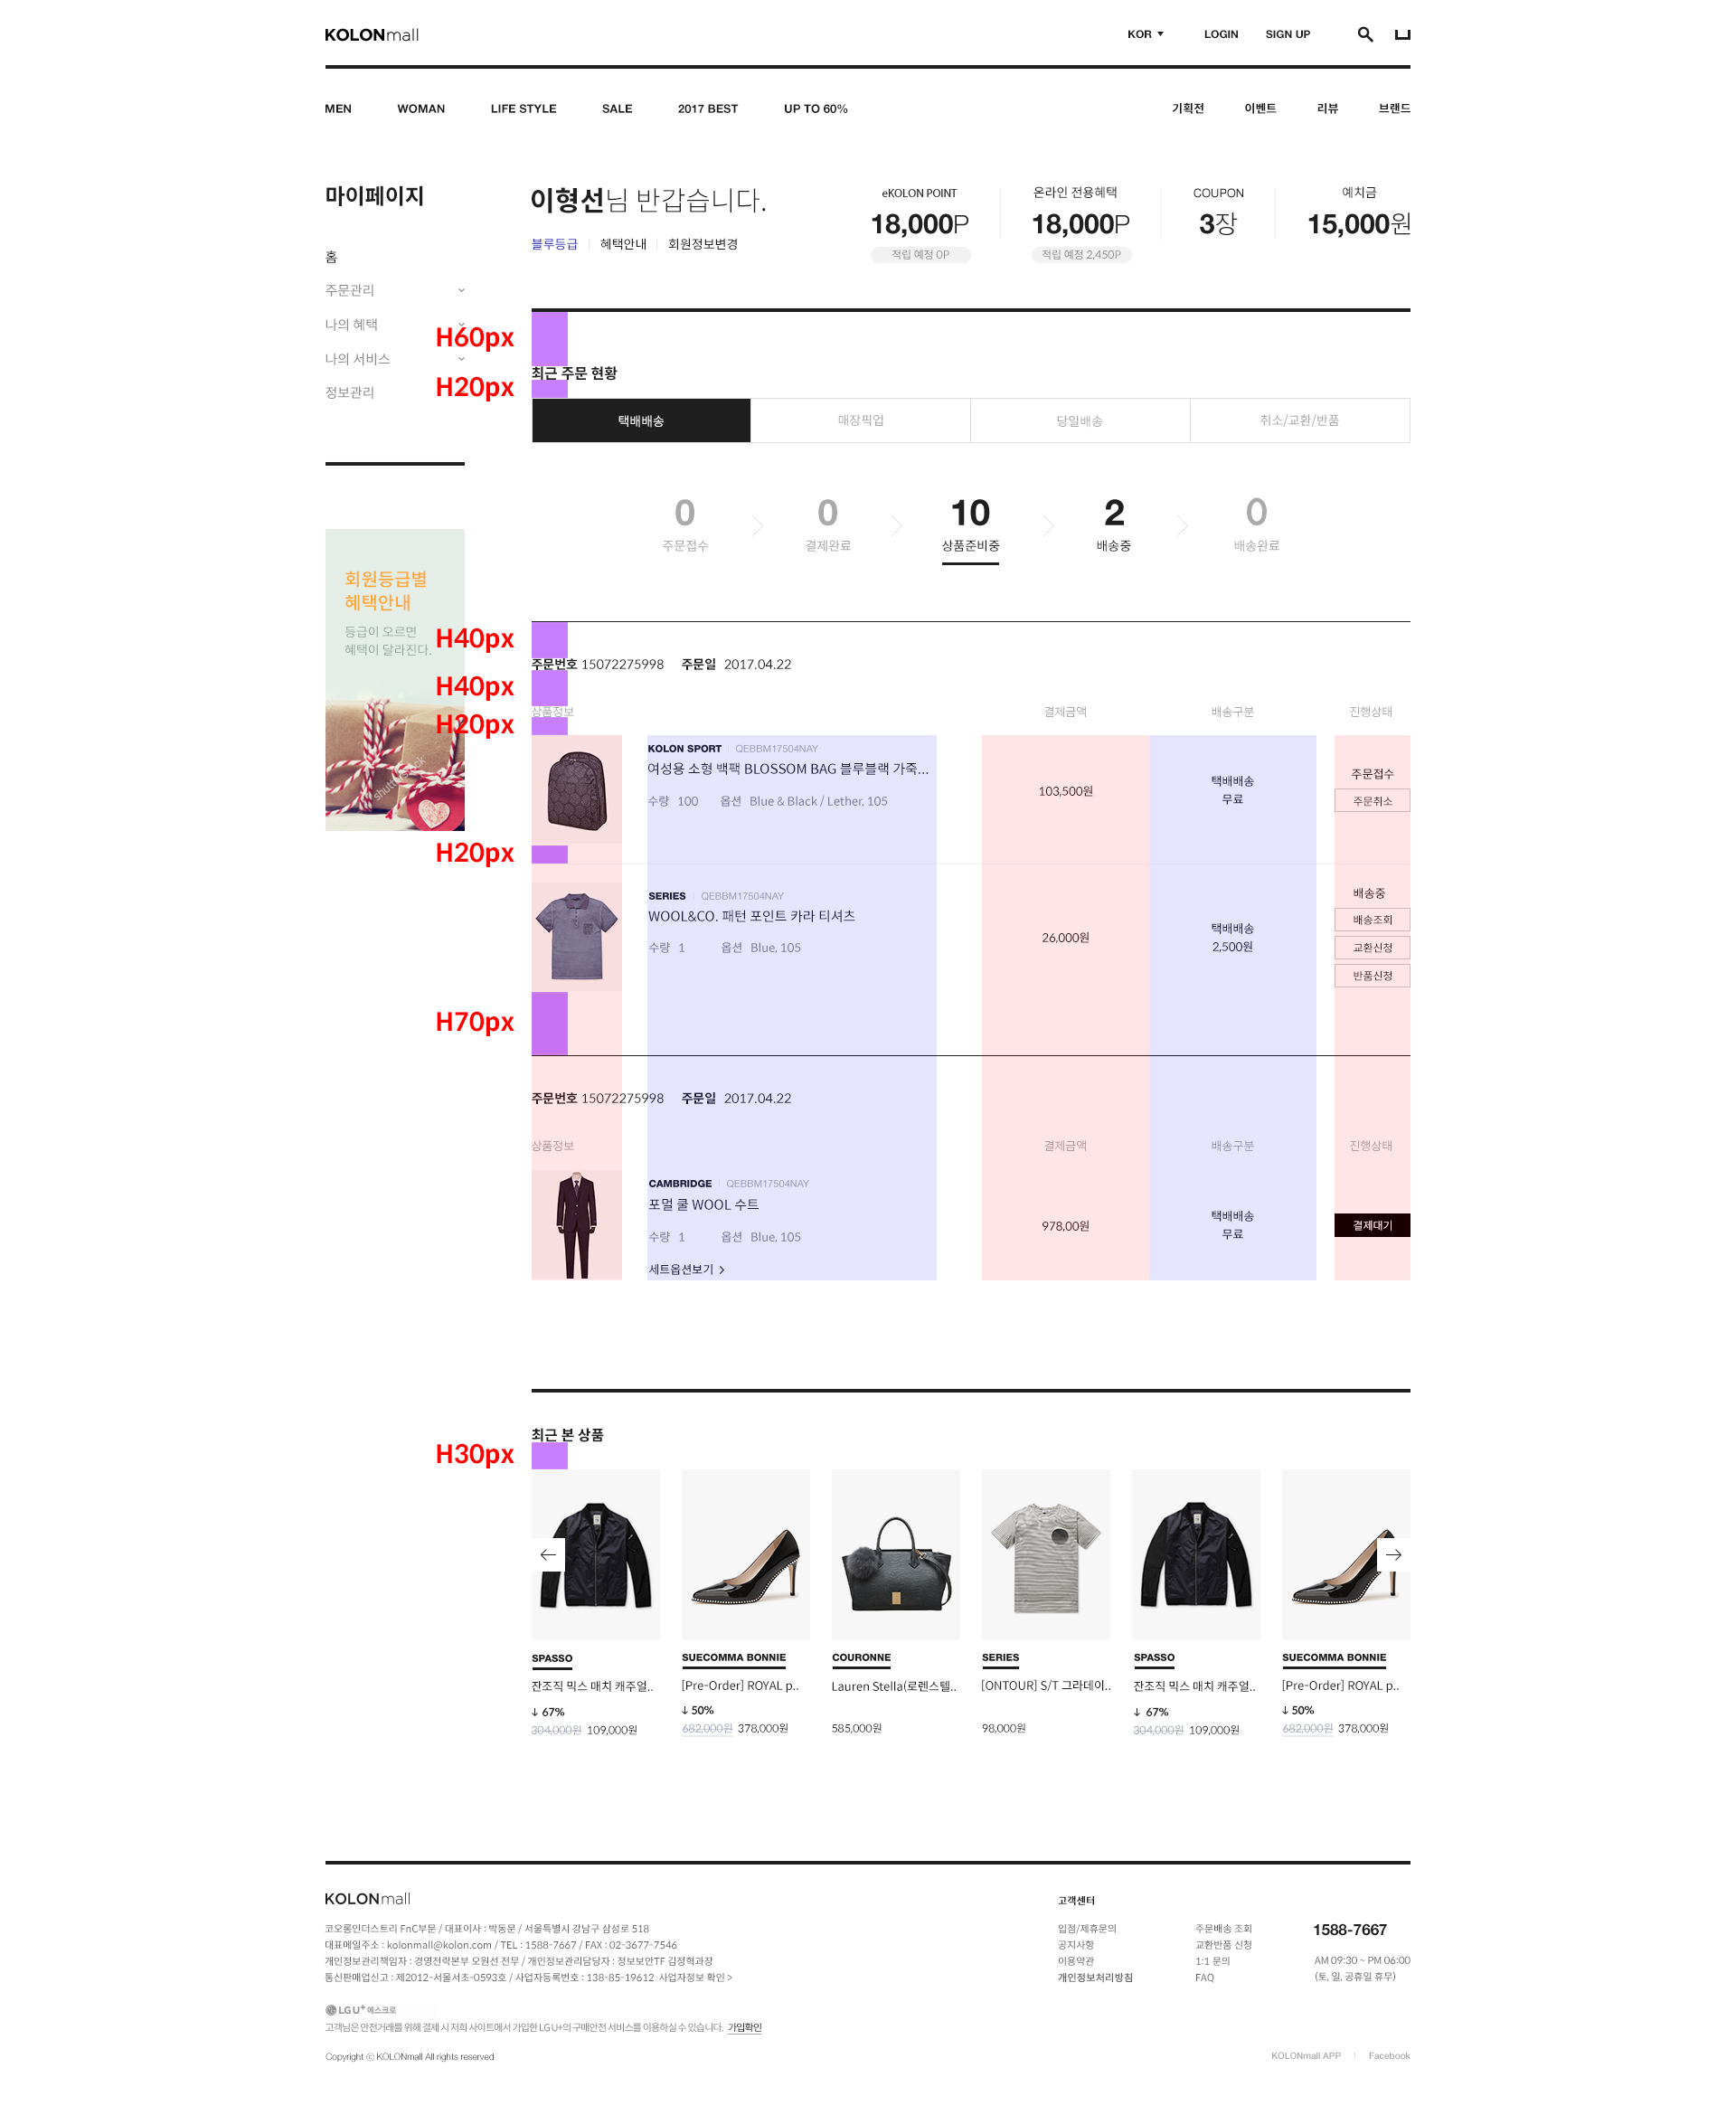 KOLONmall
KOR LOGIN SIGN UP
MEN WOMAN LIFE STYLE SALE 2017 BEST UP TO 60% 기획전 이벤트 리뷰 브랜드
마이페이지
홈
주문관리
나의 혜택
나의 서비스
정보관리
회원등급별
혜택안내
등급이 오르면
혜택이 달라진다.
shutterstock
이형선님 반갑습니다.
블루등급 혜택안내 회원정보변경
eKOLON POINT 온라인 전용혜택 COUPON 예치금
18,000P 18,000P 3장 15,000원
적립 예정 0P 적립 예정 2,450P
H60px
최근 주문 현황
H20px
택배배송 매장픽업 당일배송 취소/교환/반품
0 0 10 2 0
주문접수 결제완료 상품준비중 배송중 배송완료
H40px
주문번호 15072275998 주문일 2017.04.22
H40px
상품정보 결제금액 배송구분 진행상태
H20px
KOLON SPORT QEBBM17504NAY
여성용 소형 백팩 BLOSSOM BAG 블루블랙 가죽...
수량 100 옵션 Blue & Black / Lether, 105
103,500원
택배배송
무료
주문접수
주문취소
H20px
SERIES QEBBM17504NAY
WOOL&CO. 패턴 포인트 카라 티셔츠
수량 1 옵션 Blue, 105
26,000원
택배배송
2,500원
배송중
배송조회
교환신청
반품신청
H70px
주문번호 15072275998 주문일 2017.04.22
상품정보 결제금액 배송구분 진행상태
CAMBRIDGE QEBBM17504NAY
포멀 쿨 WOOL 수트
수량 1 옵션 Blue, 105
세트옵션보기 >
978,00원
택배배송
무료
결제대기
최근 본 상품
H30px
SPASSO SUECOMMA BONNIE COURONNE SERIES SPASSO SUECOMMA BONNIE
잔조직 믹스 매치 캐주얼.. [Pre-Order] ROYAL p.. Lauren Stella(로렌스텔.. [ONTOUR] S/T 그라데이.. 잔조직 믹스 매치 캐주얼.. [Pre-Order] ROYAL p..
↓ 67% ↓ 50% ↓ 67% ↓ 50%
304,000원 109,000원 682,000원 378,000원 585,000원 98,000원 304,000원 109,000원 682,000원 378,000원
KOLONmall
코오롱인더스트리 FnC부문 / 대표이사 : 박동문 / 서울특별시 강남구 삼성로 518
대표메일주소 : kolonmall@kolon.com / TEL : 1588-7667 / FAX : 02-3677-7546
개인정보관리책임자 : 경영전략본부 오원선 전무 / 개인정보관리담당자 : 정보보안TF 김정혁과장
통신판매업신고 : 제2012-서울서초-0593호 / 사업자등록번호 : 138-85-19612 사업자정보 확인 >
LG U+ 에스크로
고객님은 안전거래를 위해 결제 시 저희 사이트에서 가입한 LG U+의 구매안전 서비스를 이용하실 수 있습니다. 가입확인
Copyright ⓒ KOLONmall All rights reserved
고객센터
입점/제휴문의 주문배송 조회 1588-7667
공지사항 교환반품 신청
이용약관 1:1 문의 AM 09:30 ~ PM 06:00
개인정보처리방침 FAQ (토, 일, 공휴일 휴무)
KOLONmall APP Facebook